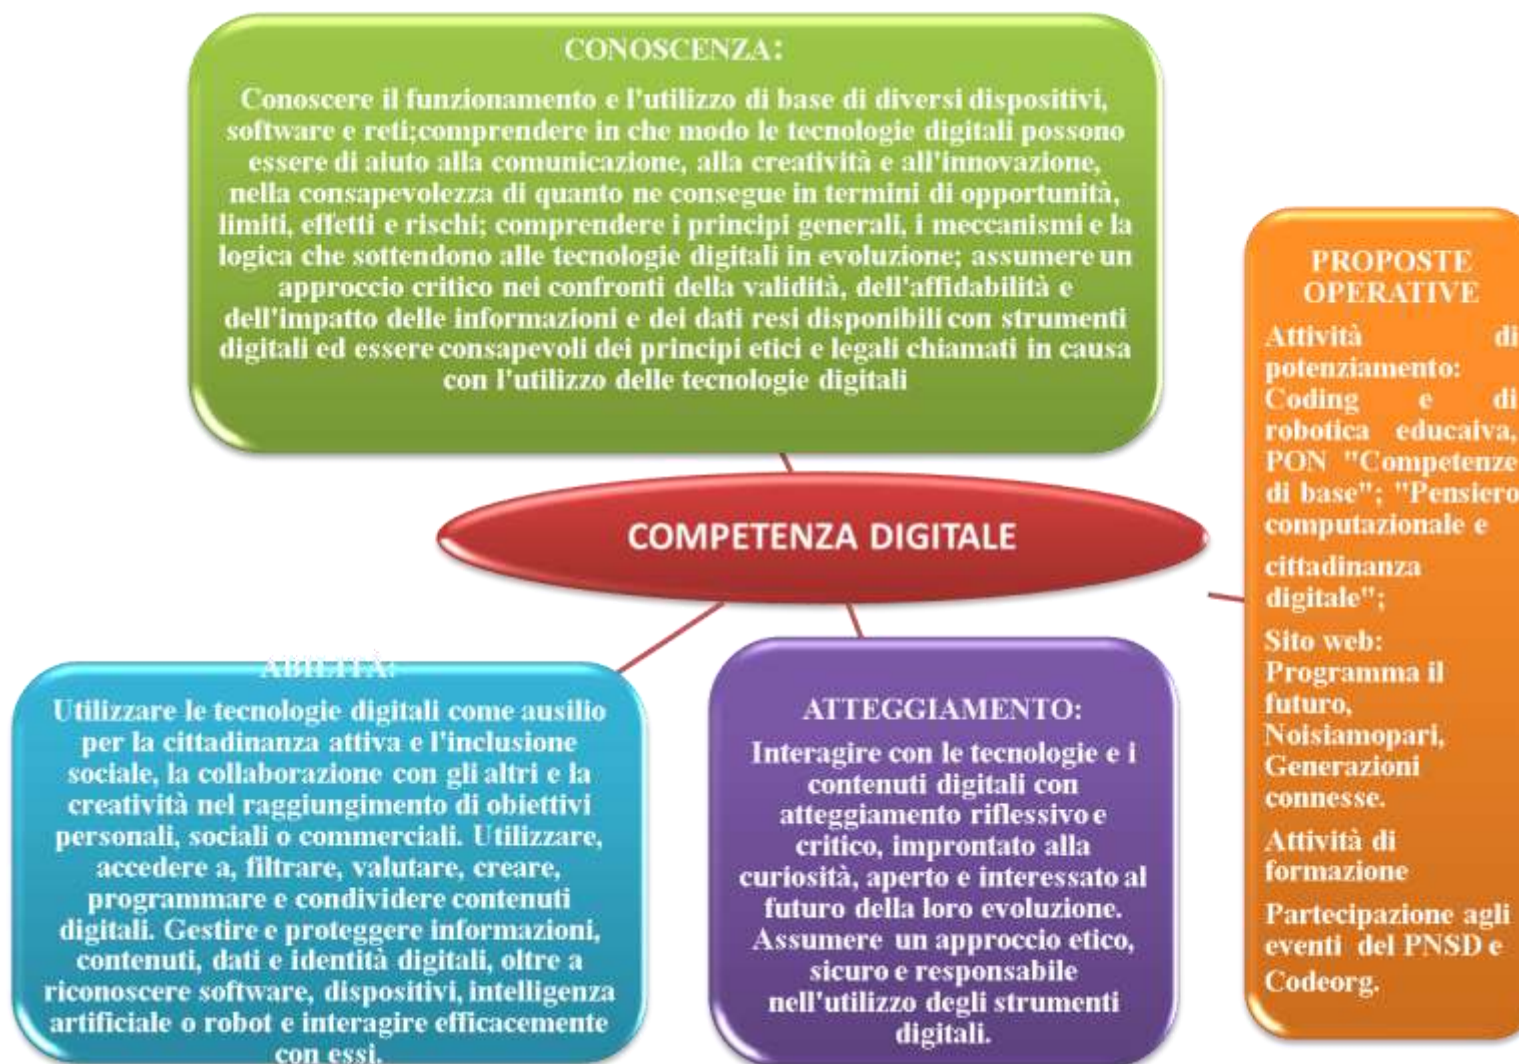 CONOSCENZA:
Conoscere il funzionamento e l'utilizzo di base di diversi dispositivi,
software e reti;comprendere in che modo le tecnologie digitali possono
essere di aiuto alla comunicazione, alla creatività e all'innovazione,
nella consapevolezza di quanto ne consegue in termini di opportunità,
limiti, effetti e rischi; comprendere i principi generali, i meccanismi e la
logica che sottendono alle tecnologie digitali in evoluzione; assumere un
approccio critico nei confronti della validità, dell'affidabilità e
dell'impatto delle informazioni e dei dati resi disponibili con strumenti
digitali ed essere consapevoli dei principi etici e legali chiamati in causa
con l'utilizzo delle tecnologie digitali
COMPETENZA DIGITALE
ABILITÀ:
Utilizzare le tecnologie digitali come ausilio
per la cittadinanza attiva e l'inclusione
sociale, la collaborazione con gli altri e la
creatività nel raggiungimento di obiettivi
personali, sociali o commerciali. Utilizzare,
accedere a, filtrare, valutare, creare,
programmare e condividere contenuti
digitali. Gestire e proteggere informazioni,
contenuti, dati e identità digitali, oltre a
riconoscere software, dispositivi, intelligenza
artificiale o robot e interagire efficacemente
con essi.
ATTEGGIAMENTO:
Interagire con le tecnologie e i
contenuti digitali con
atteggiamento riflessivo e
critico, improntato alla
curiosità, aperto e interessato al
futuro della loro evoluzione.
Assumere un approccio etico,
sicuro e responsabile
nell'utilizzo degli strumenti
digitali.
PROPOSTE
OPERATIVE
Attività di
potenziamento:
Coding e di
robotica educaiva,
PON "Competenze
di base"; "Pensiero
computazionale e
cittadinanza
digitale";
Sito web:
Programma il
futuro,
Noisiamopari,
Generazioni
connesse.
Attività di
formazione
Partecipazione agli
eventi del PNSD e
Codeorg.